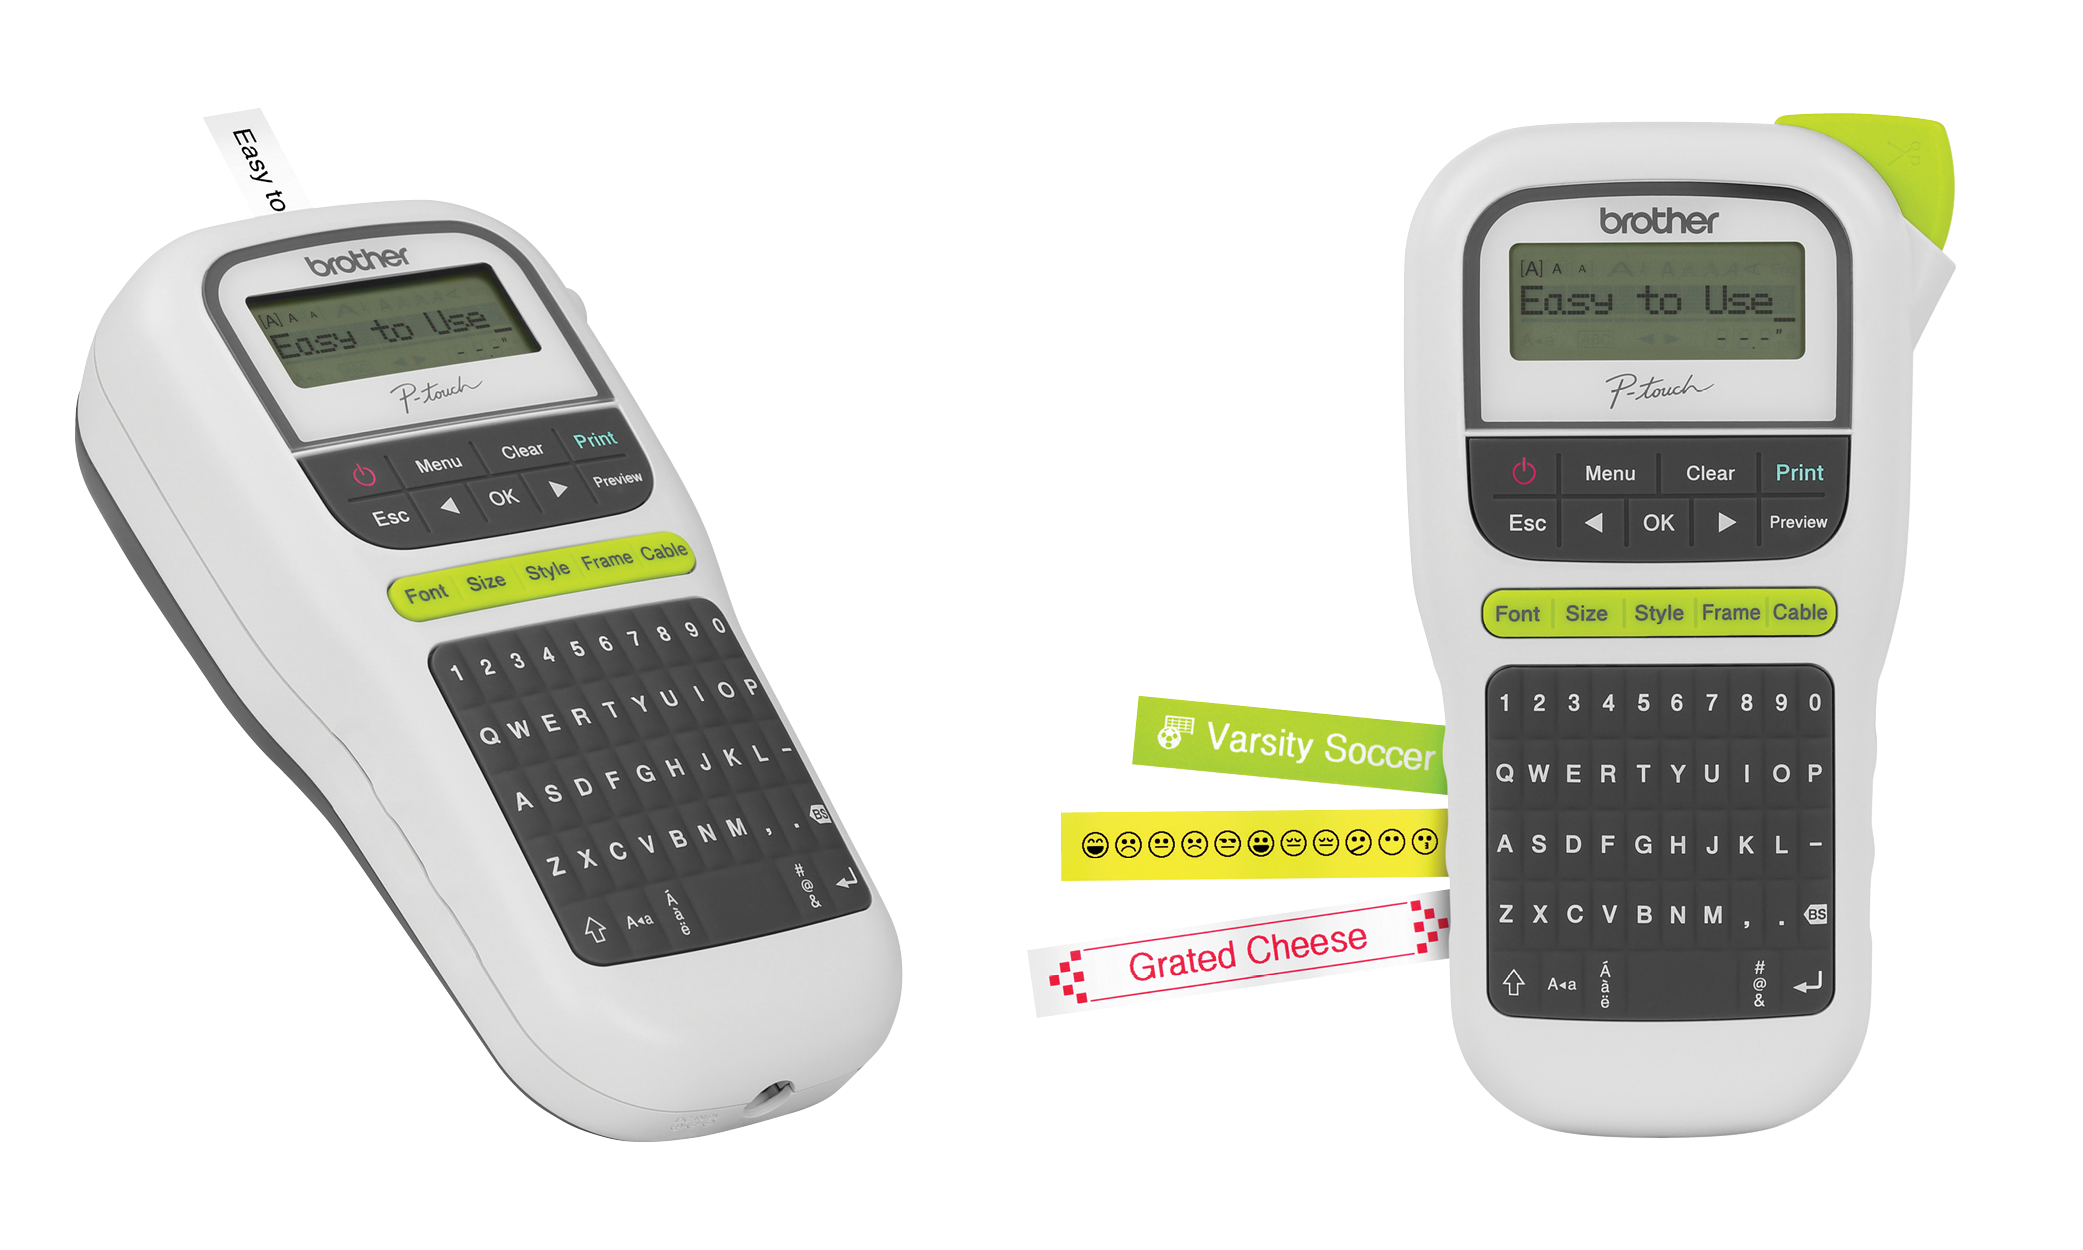 Easy to
brother
[A] A A
Easy to Use_
- - - "
P-touch
Menu Clear Print
Esc ◀ OK ▶ Preview
Font Size Style Frame Cable
1 2 3 4 5 6 7 8 9 0
Q W E R T Y U I O P
A S D F G H J K L -
Z X C V B N M , . BS
A◂a Á à ë # @ &
brother
[A] A A
Easy to Use_
- - - "
P-touch
Menu Clear Print
Esc ◀ OK ▶ Preview
Font Size Style Frame Cable
1 2 3 4 5 6 7 8 9 0
Q W E R T Y U I O P
A S D F G H J K L -
Z X C V B N M , . BS
A◂a Á à ë # @ &
Varsity Soccer
Grated Cheese